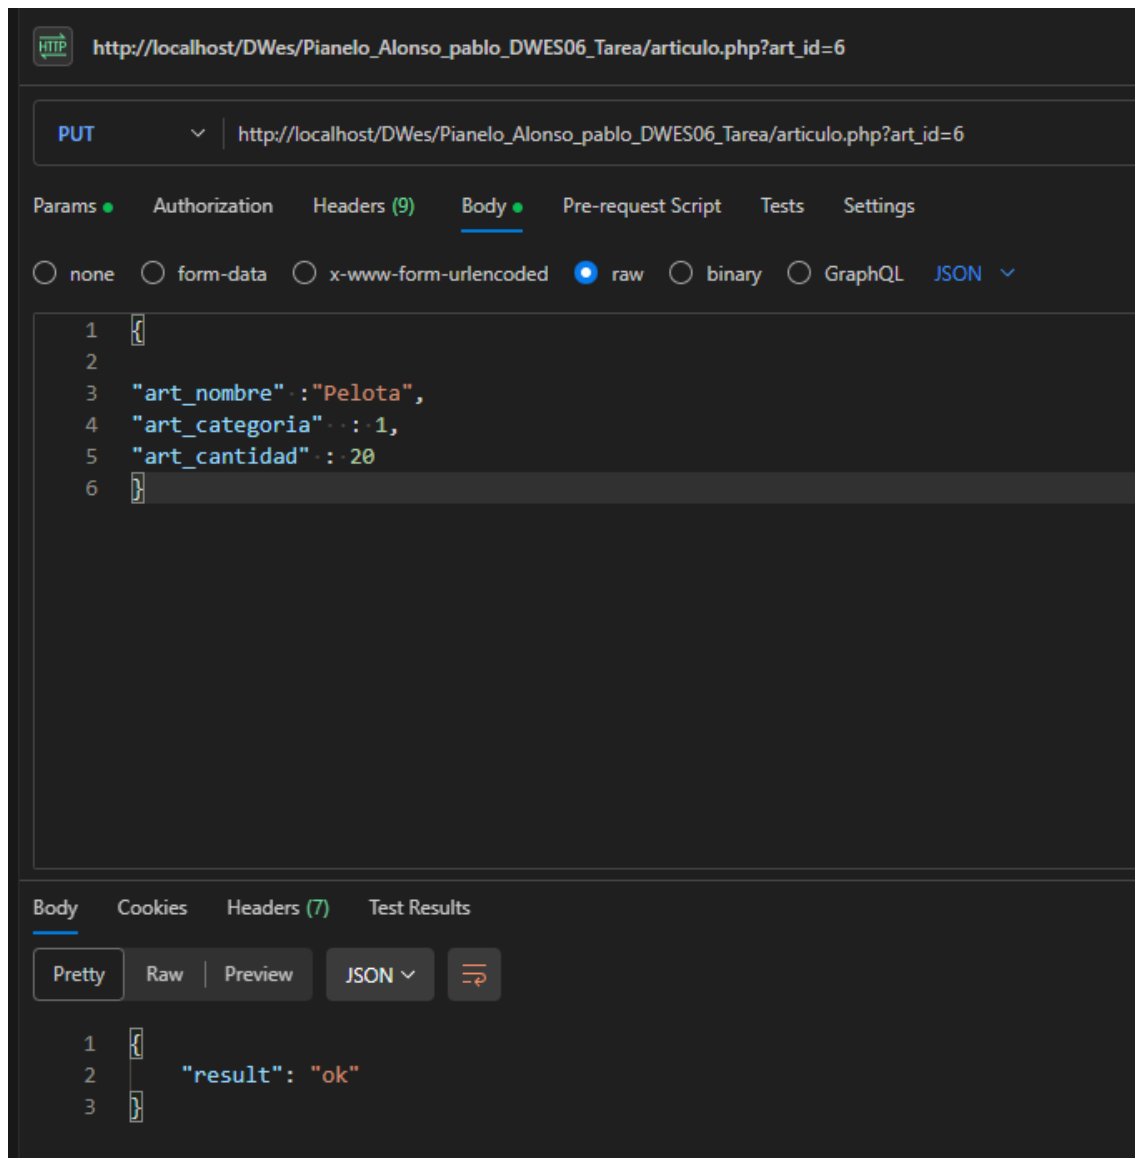 HTTP http://localhost/DWes/Pianelo_Alonso_pablo_DWES06_Tarea/articulo.php?art_id=6
PUT http://localhost/DWes/Pianelo_Alonso_pablo_DWES06_Tarea/articulo.php?art_id=6
Params Authorization Headers (9) Body Pre-request Script Tests Settings
none form-data x-www-form-urlencoded raw binary GraphQL JSON
1 {
2
3 "art_nombre" :"Pelota",
4 "art_categoria"  : 1,
5 "art_cantidad" : 20
6 }
Body Cookies Headers (7) Test Results
Pretty Raw Preview JSON
1 {
2 "result": "ok"
3 }